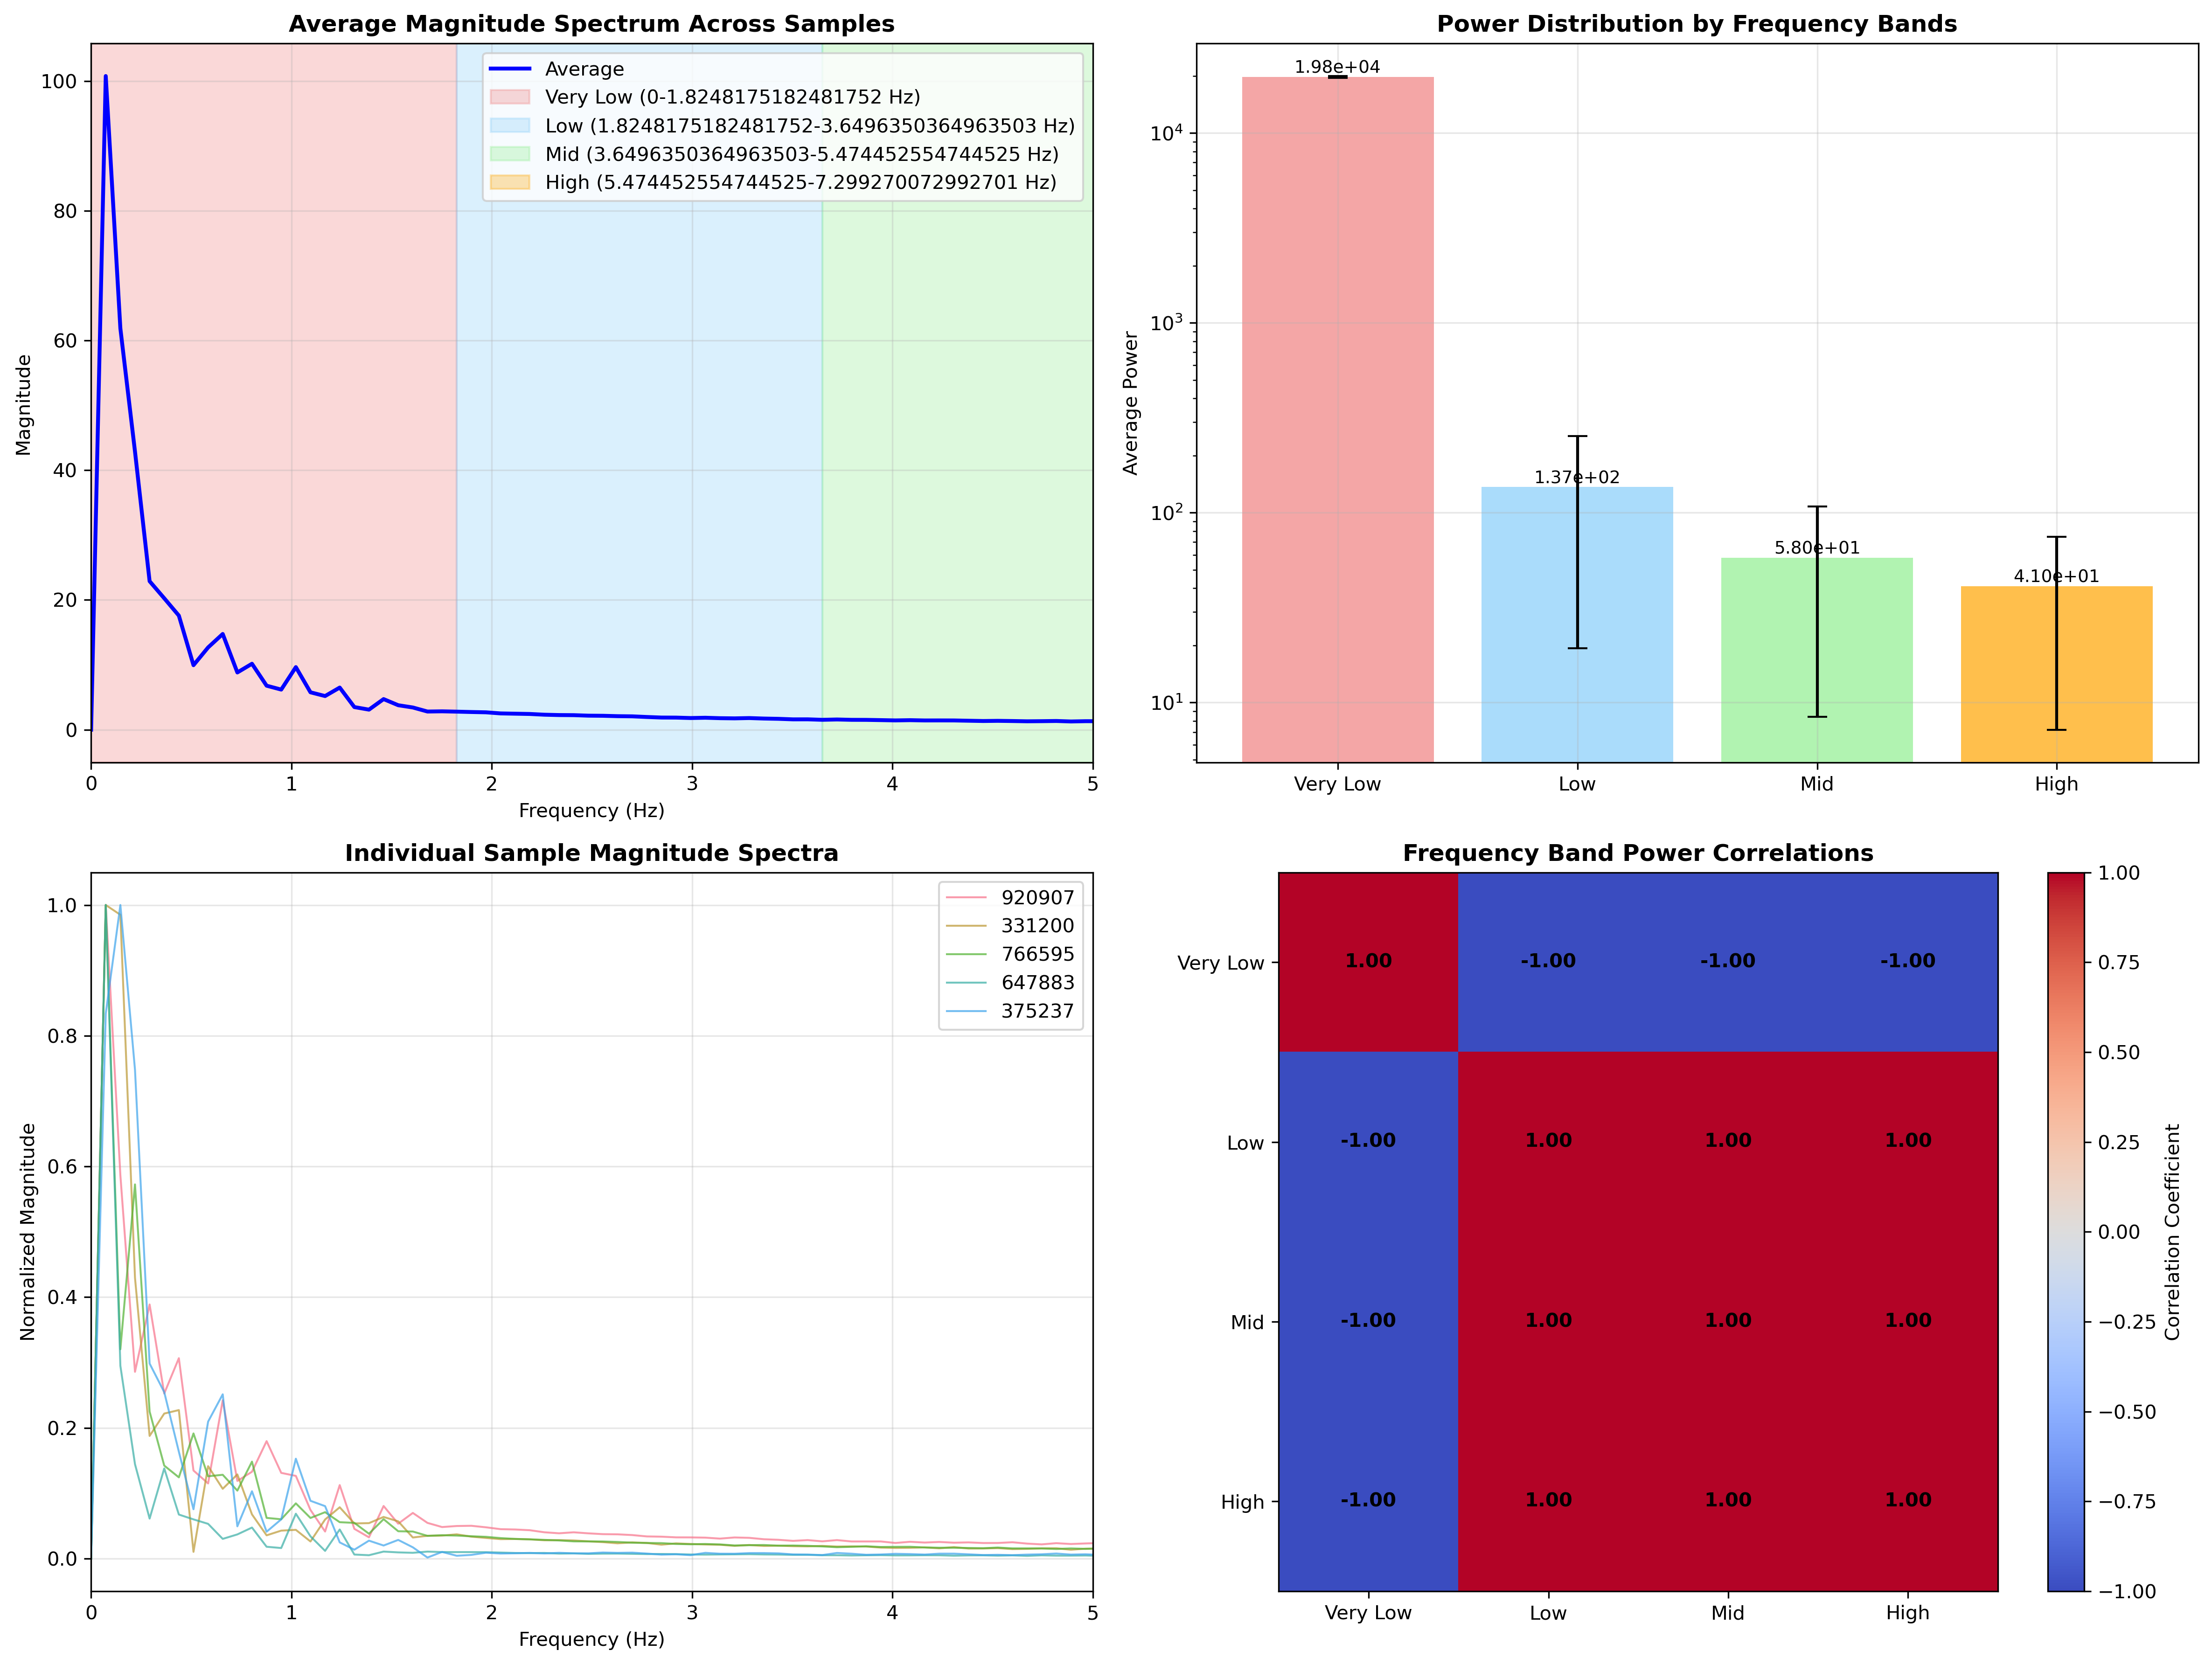 Average Magnitude Spectrum Across Samples
Average
Very Low (0-1.8248175182481752 Hz)
Low (1.8248175182481752-3.6496350364963503 Hz)
Mid (3.6496350364963503-5.474452554744525 Hz)
High (5.474452554744525-7.299270072992701 Hz)
100
80
60
40
20
0
Magnitude
0 1 2 3 4 5
Frequency (Hz)
Power Distribution by Frequency Bands
1.98e+04
1.37e+02
5.80e+01
4.10e+01
10⁴
10³
10²
10¹
Average Power
Very Low Low Mid High
Individual Sample Magnitude Spectra
920907
331200
766595
647883
375237
1.0
0.8
0.6
0.4
0.2
0.0
Normalized Magnitude
0 1 2 3 4 5
Frequency (Hz)
Frequency Band Power Correlations
Very Low 1.00 -1.00 -1.00 -1.00
Low -1.00 1.00 1.00 1.00
Mid -1.00 1.00 1.00 1.00
High -1.00 1.00 1.00 1.00
Very Low Low Mid High
1.00
0.75
0.50
0.25
0.00
−0.25
−0.50
−0.75
−1.00
Correlation Coefficient